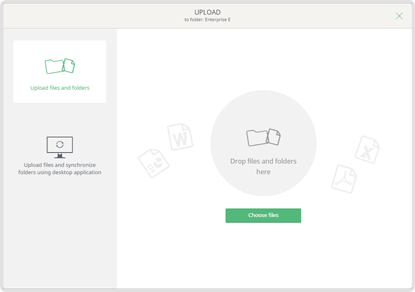 UPLOAD
to folder: Enterprise E
Upload files and folders
Upload files and synchronize
folders using desktop application
W
X
Drop files and folders
here
Choose files